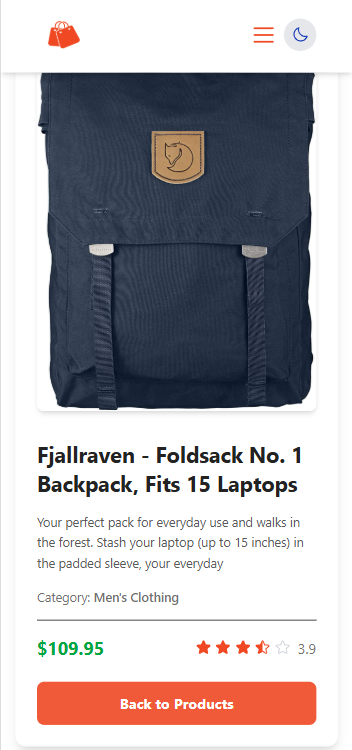 Fjallraven - Foldsack No. 1
Backpack, Fits 15 Laptops
Your perfect pack for everyday use and walks in
the forest. Stash your laptop (up to 15 inches) in
the padded sleeve, your everyday
Category: Men's Clothing
$109.95
3.9
Back to Products